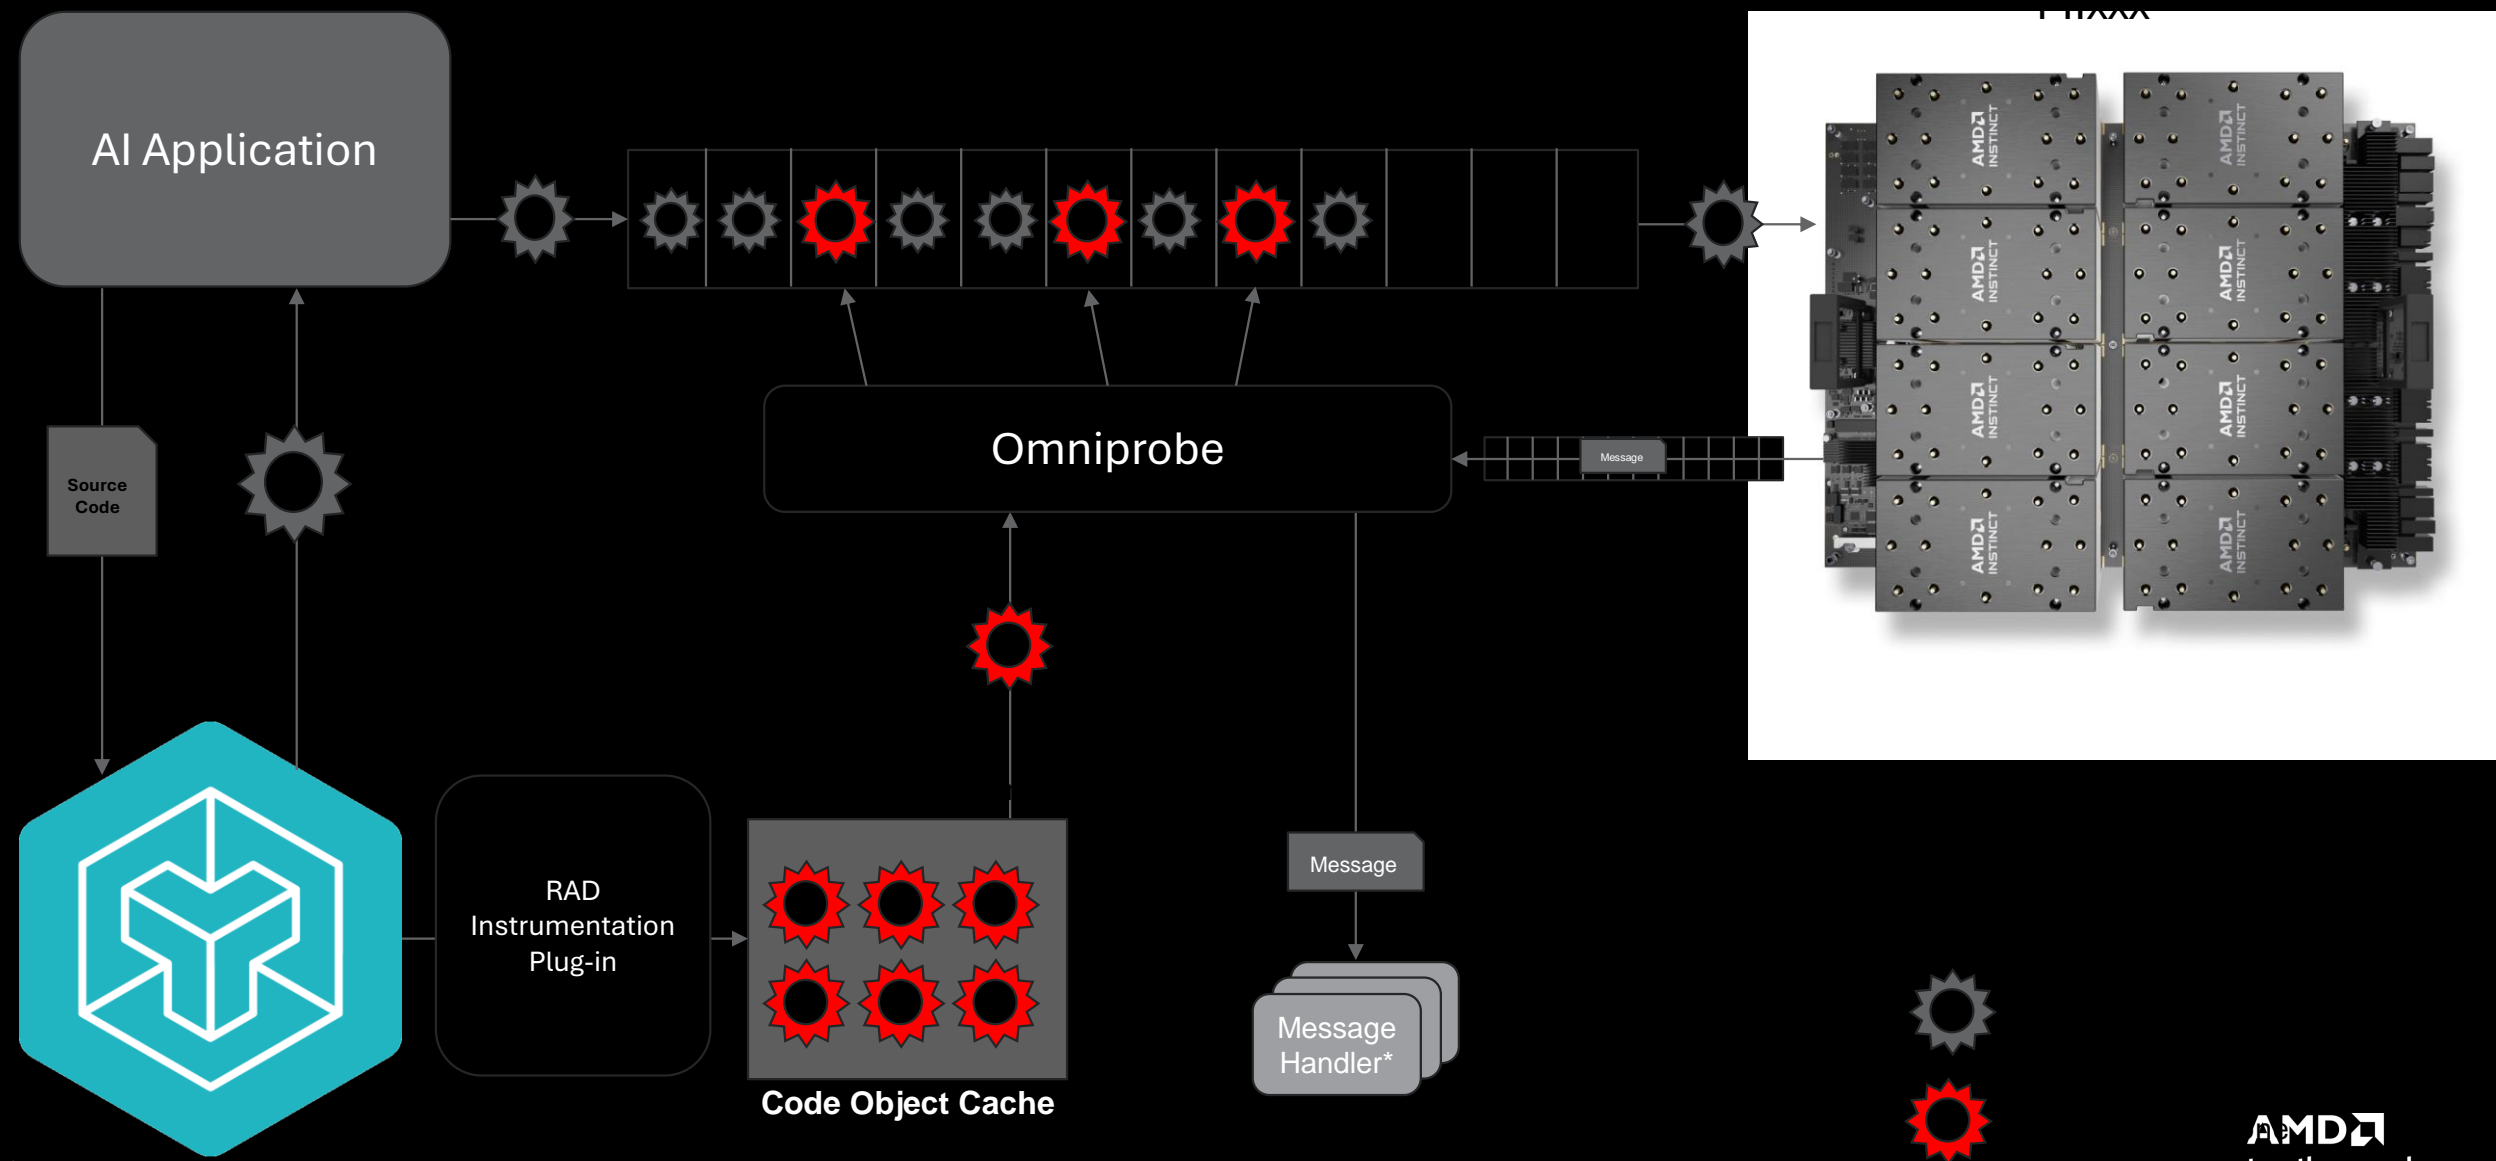 AI Application
AMD
INSTINCT
AMD
INSTINCT
AMD
INSTINCT
AMD
INSTINCT
AMD
INSTINCT
AMD
INSTINCT
AMD
INSTINCT
AMD
INSTINCT
Omniprobe
Message
Source
Code
RAD
Instrumentation
Plug-in
Message
Message
Handler*
Code Object Cache
AMD